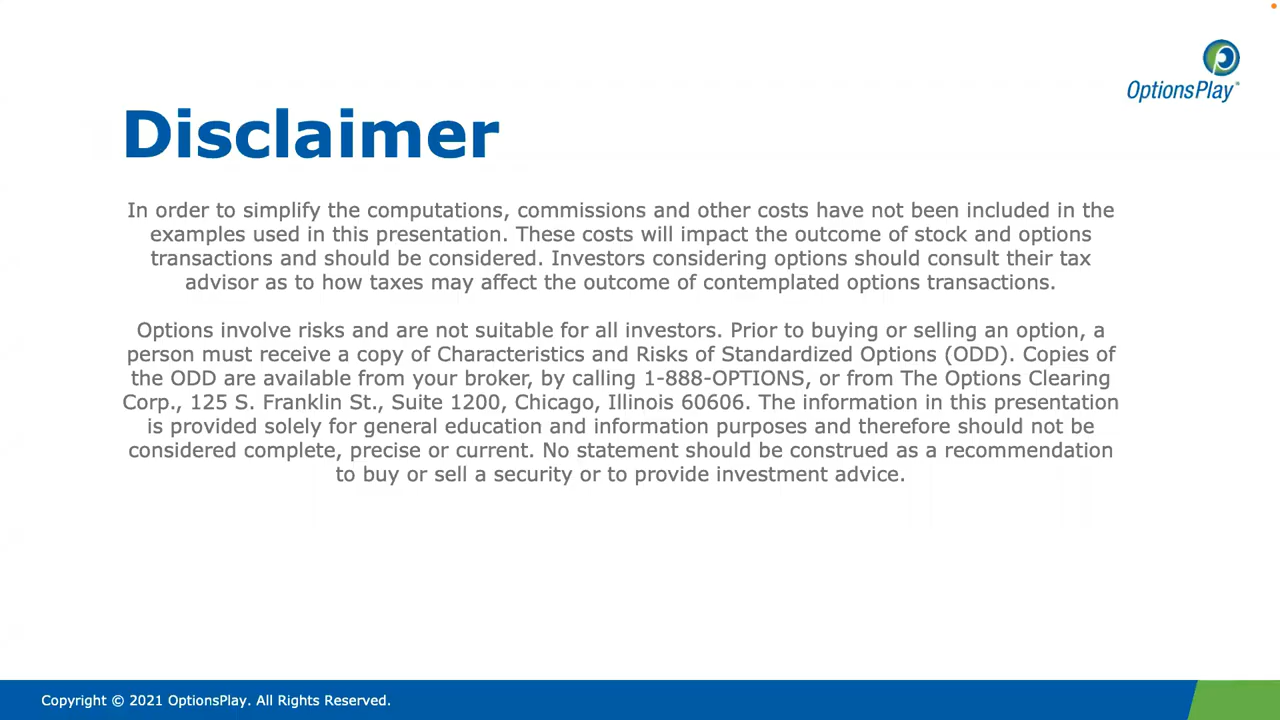 OptionsPlay
Disclaimer
In order to simplify the computations, commissions and other costs have not been included in the
examples used in this presentation. These costs will impact the outcome of stock and options
transactions and should be considered. Investors considering options should consult their tax
advisor as to how taxes may affect the outcome of contemplated options transactions.
Options involve risks and are not suitable for all investors. Prior to buying or selling an option, a
person must receive a copy of Characteristics and Risks of Standardized Options (ODD). Copies of
the ODD are available from your broker, by calling 1-888-OPTIONS, or from The Options Clearing
Corp., 125 S. Franklin St., Suite 1200, Chicago, Illinois 60606. The information in this presentation
is provided solely for general education and information purposes and therefore should not be
considered complete, precise or current. No statement should be construed as a recommendation
to buy or sell a security or to provide investment advice.
Copyright © 2021 OptionsPlay. All Rights Reserved.